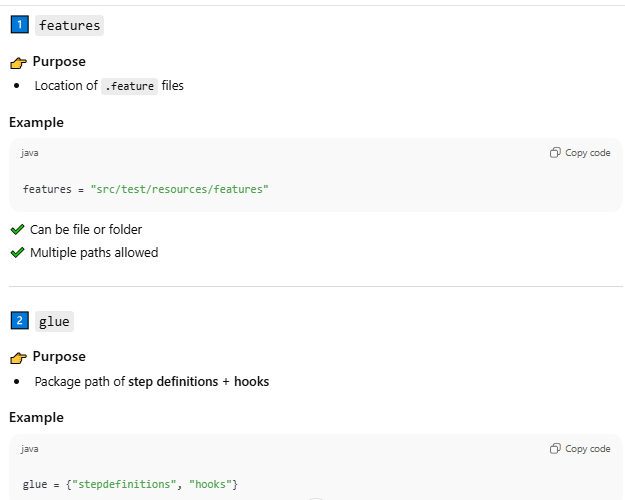 1 features
👉 Purpose
• Location of .feature files
Example
java Copy code
features = "src/test/resources/features"
✔ Can be file or folder
✔ Multiple paths allowed
2 glue
👉 Purpose
• Package path of step definitions + hooks
Example
java Copy code
glue = {"stepdefinitions", "hooks"}